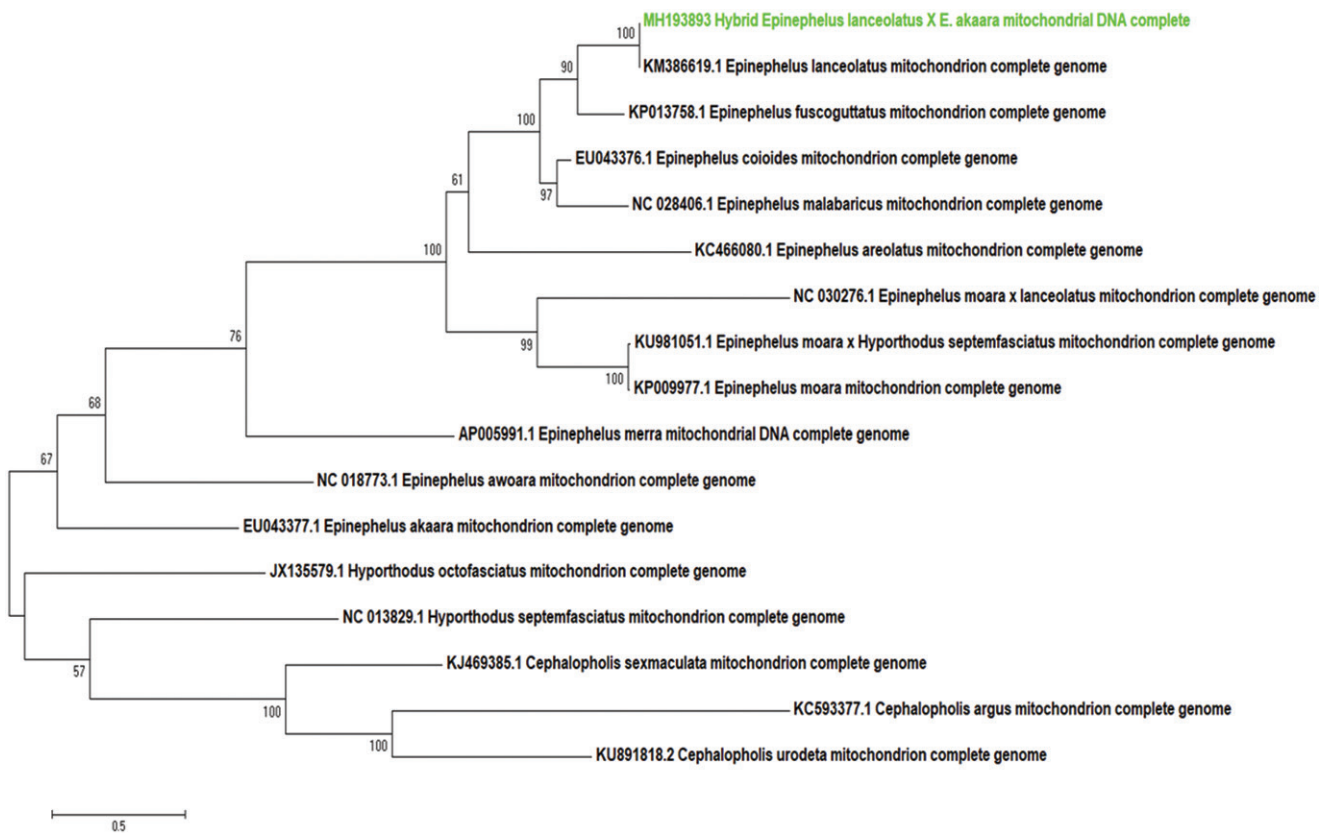 MH193893 Hybrid Epinephelus lanceolatus X E. akaara mitochondrial DNA complete
100
KM386619.1 Epinephelus lanceolatus mitochondrion complete genome
90
KP013758.1 Epinephelus fuscoguttatus mitochondrion complete genome
100
EU043376.1 Epinephelus coioides mitochondrion complete genome
61
97
NC 028406.1 Epinephelus malabaricus mitochondrion complete genome
100
KC466080.1 Epinephelus areolatus mitochondrion complete genome
NC 030276.1 Epinephelus moara x lanceolatus mitochondrion complete genome
76
99
KU981051.1 Epinephelus moara x Hyporthodus septemfasciatus mitochondrion complete genome
100
KP009977.1 Epinephelus moara mitochondrion complete genome
68
AP005991.1 Epinephelus merra mitochondrial DNA complete genome
67
NC 018773.1 Epinephelus awoara mitochondrion complete genome
EU043377.1 Epinephelus akaara mitochondrion complete genome
JX135579.1 Hyporthodus octofasciatus mitochondrion complete genome
NC 013829.1 Hyporthodus septemfasciatus mitochondrion complete genome
57
KJ469385.1 Cephalopholis sexmaculata mitochondrion complete genome
100
KC593377.1 Cephalopholis argus mitochondrion complete genome
100
KU891818.2 Cephalopholis urodeta mitochondrion complete genome
0.5